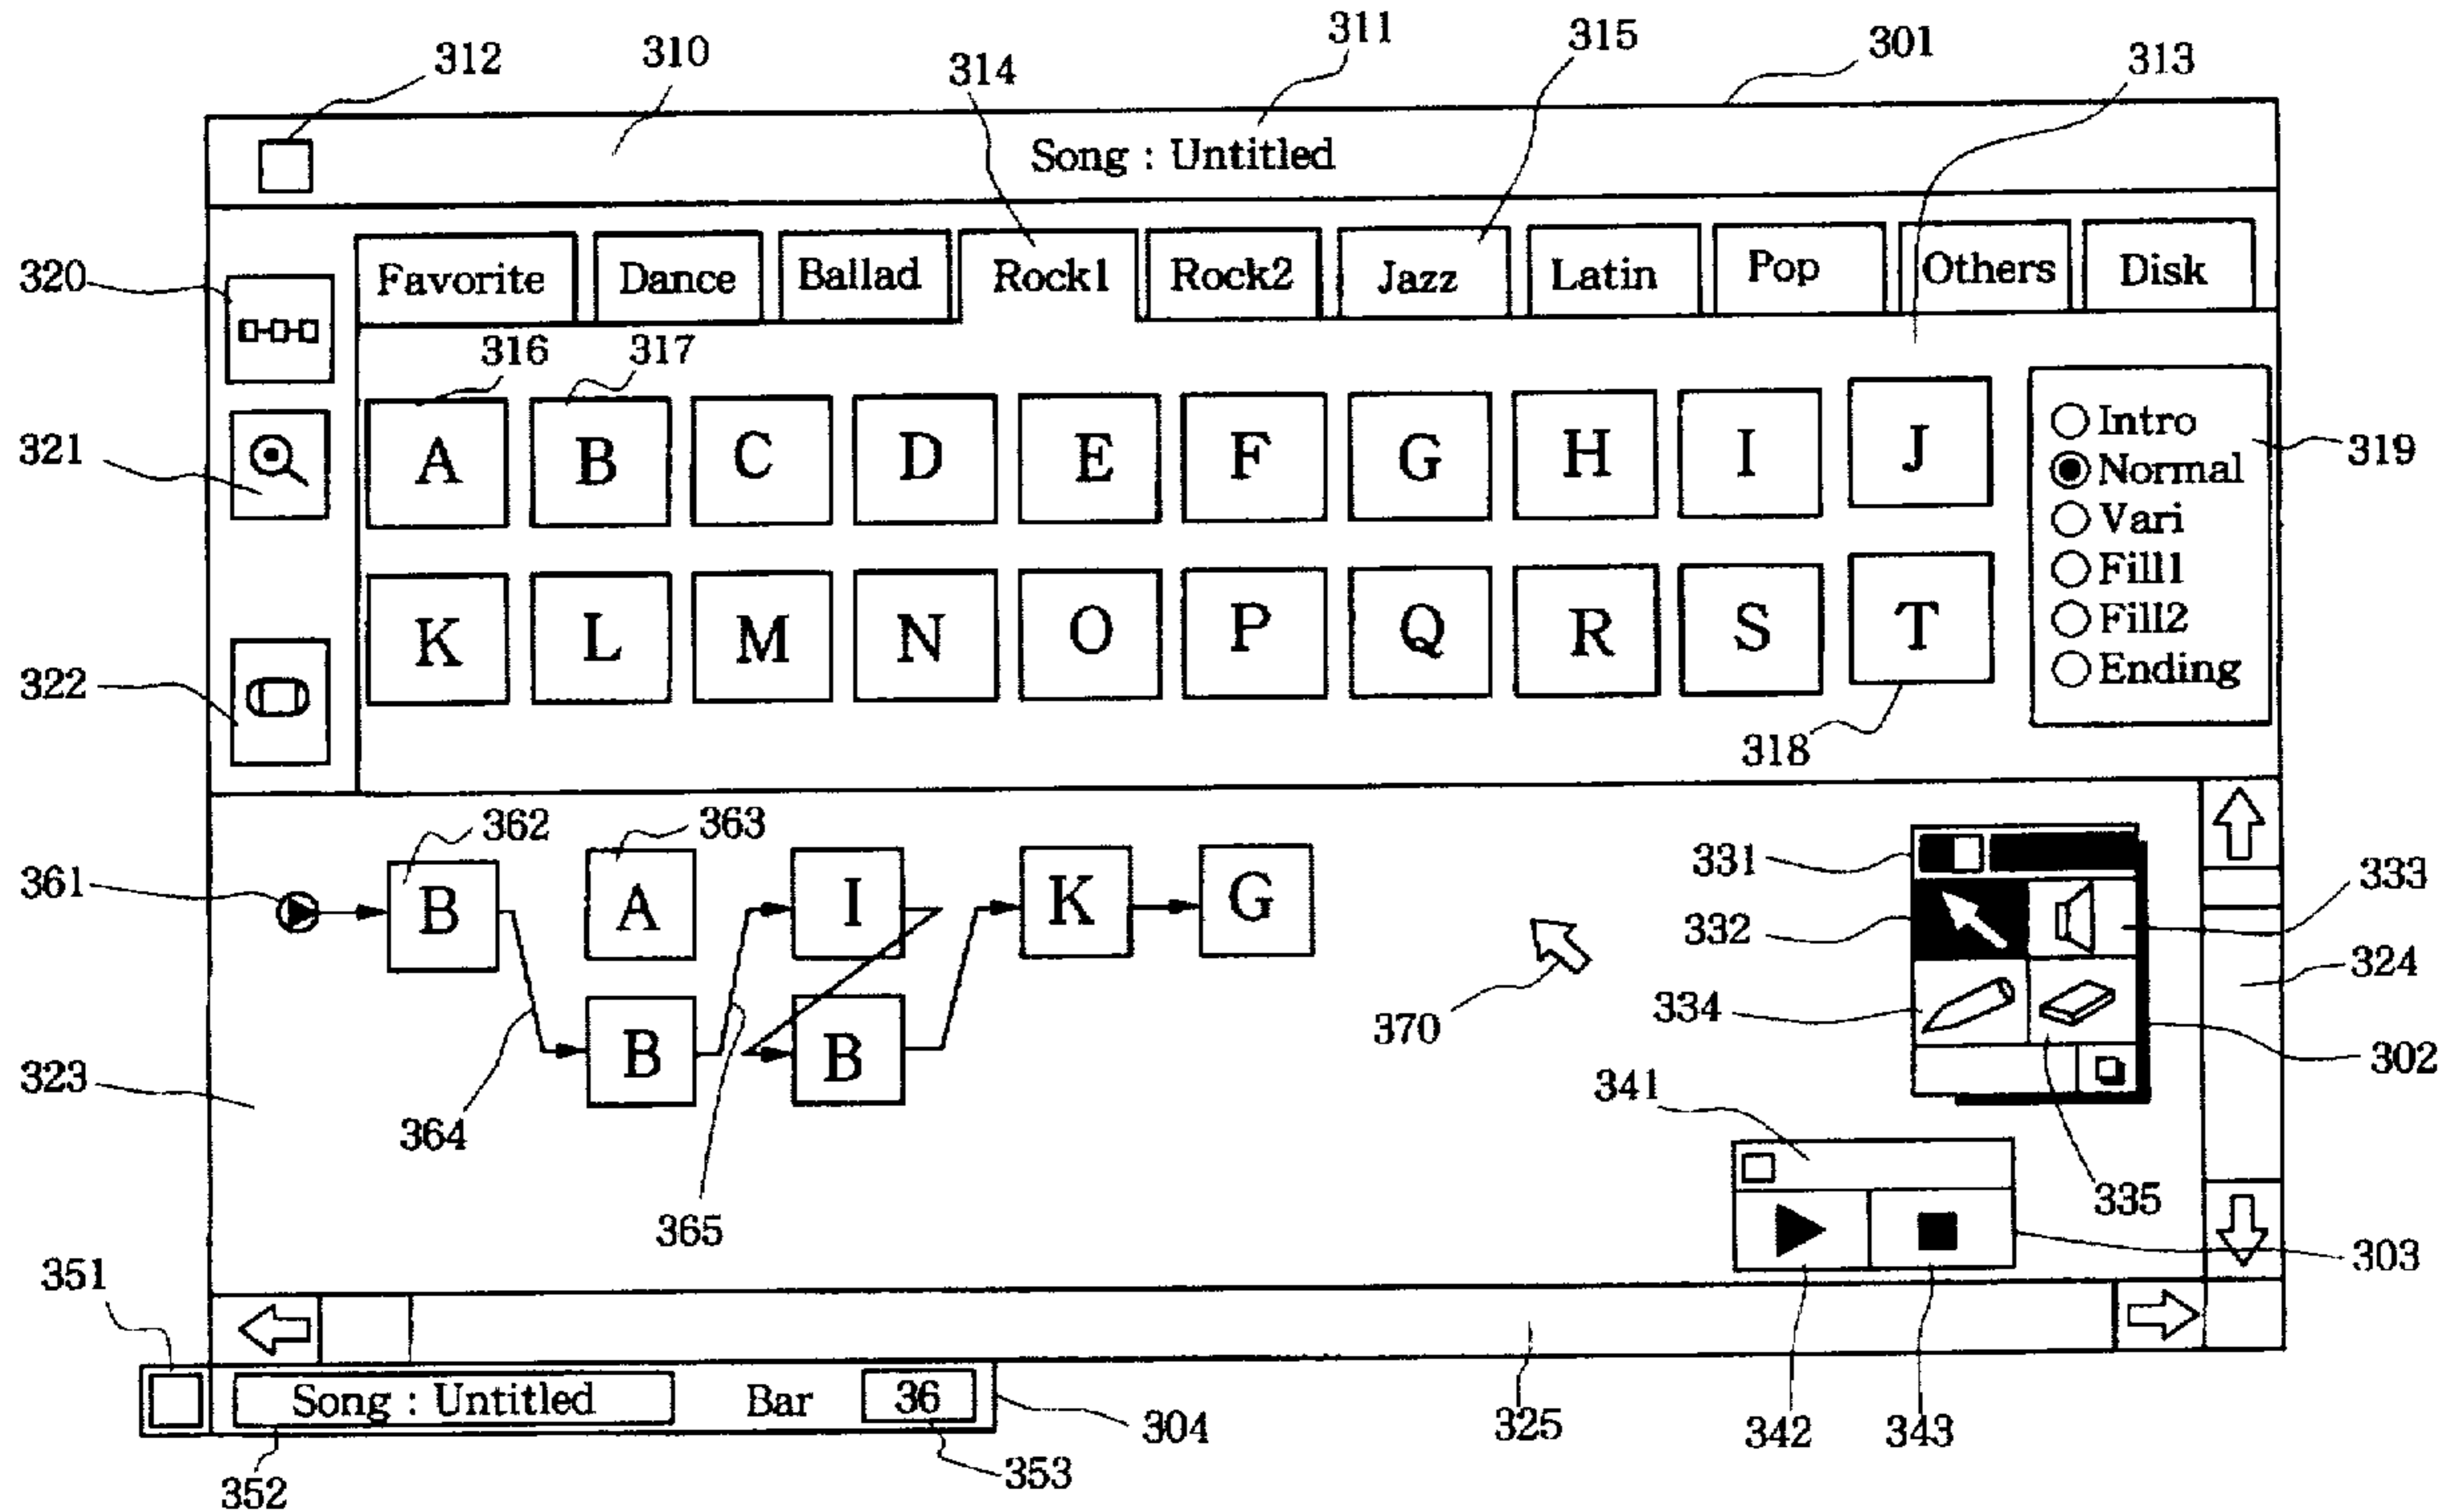 312 310 311 315 301 313
314
Song : Untitled
320
Favorite Dance Ballad Rock1 Rock2 Jazz Latin Pop Others Disk
316 317
321
A B C D E F G H I J
Intro
Normal
Vari
Fill1
Fill2
Ending
319
322
K L M N O P Q R S T
318
362 363
361
B A I K G
331
332
333
324
364
B B
370
334
302
323
341
335
365
303
351
Song : Untitled Bar 36
304 325 342 343
352 353